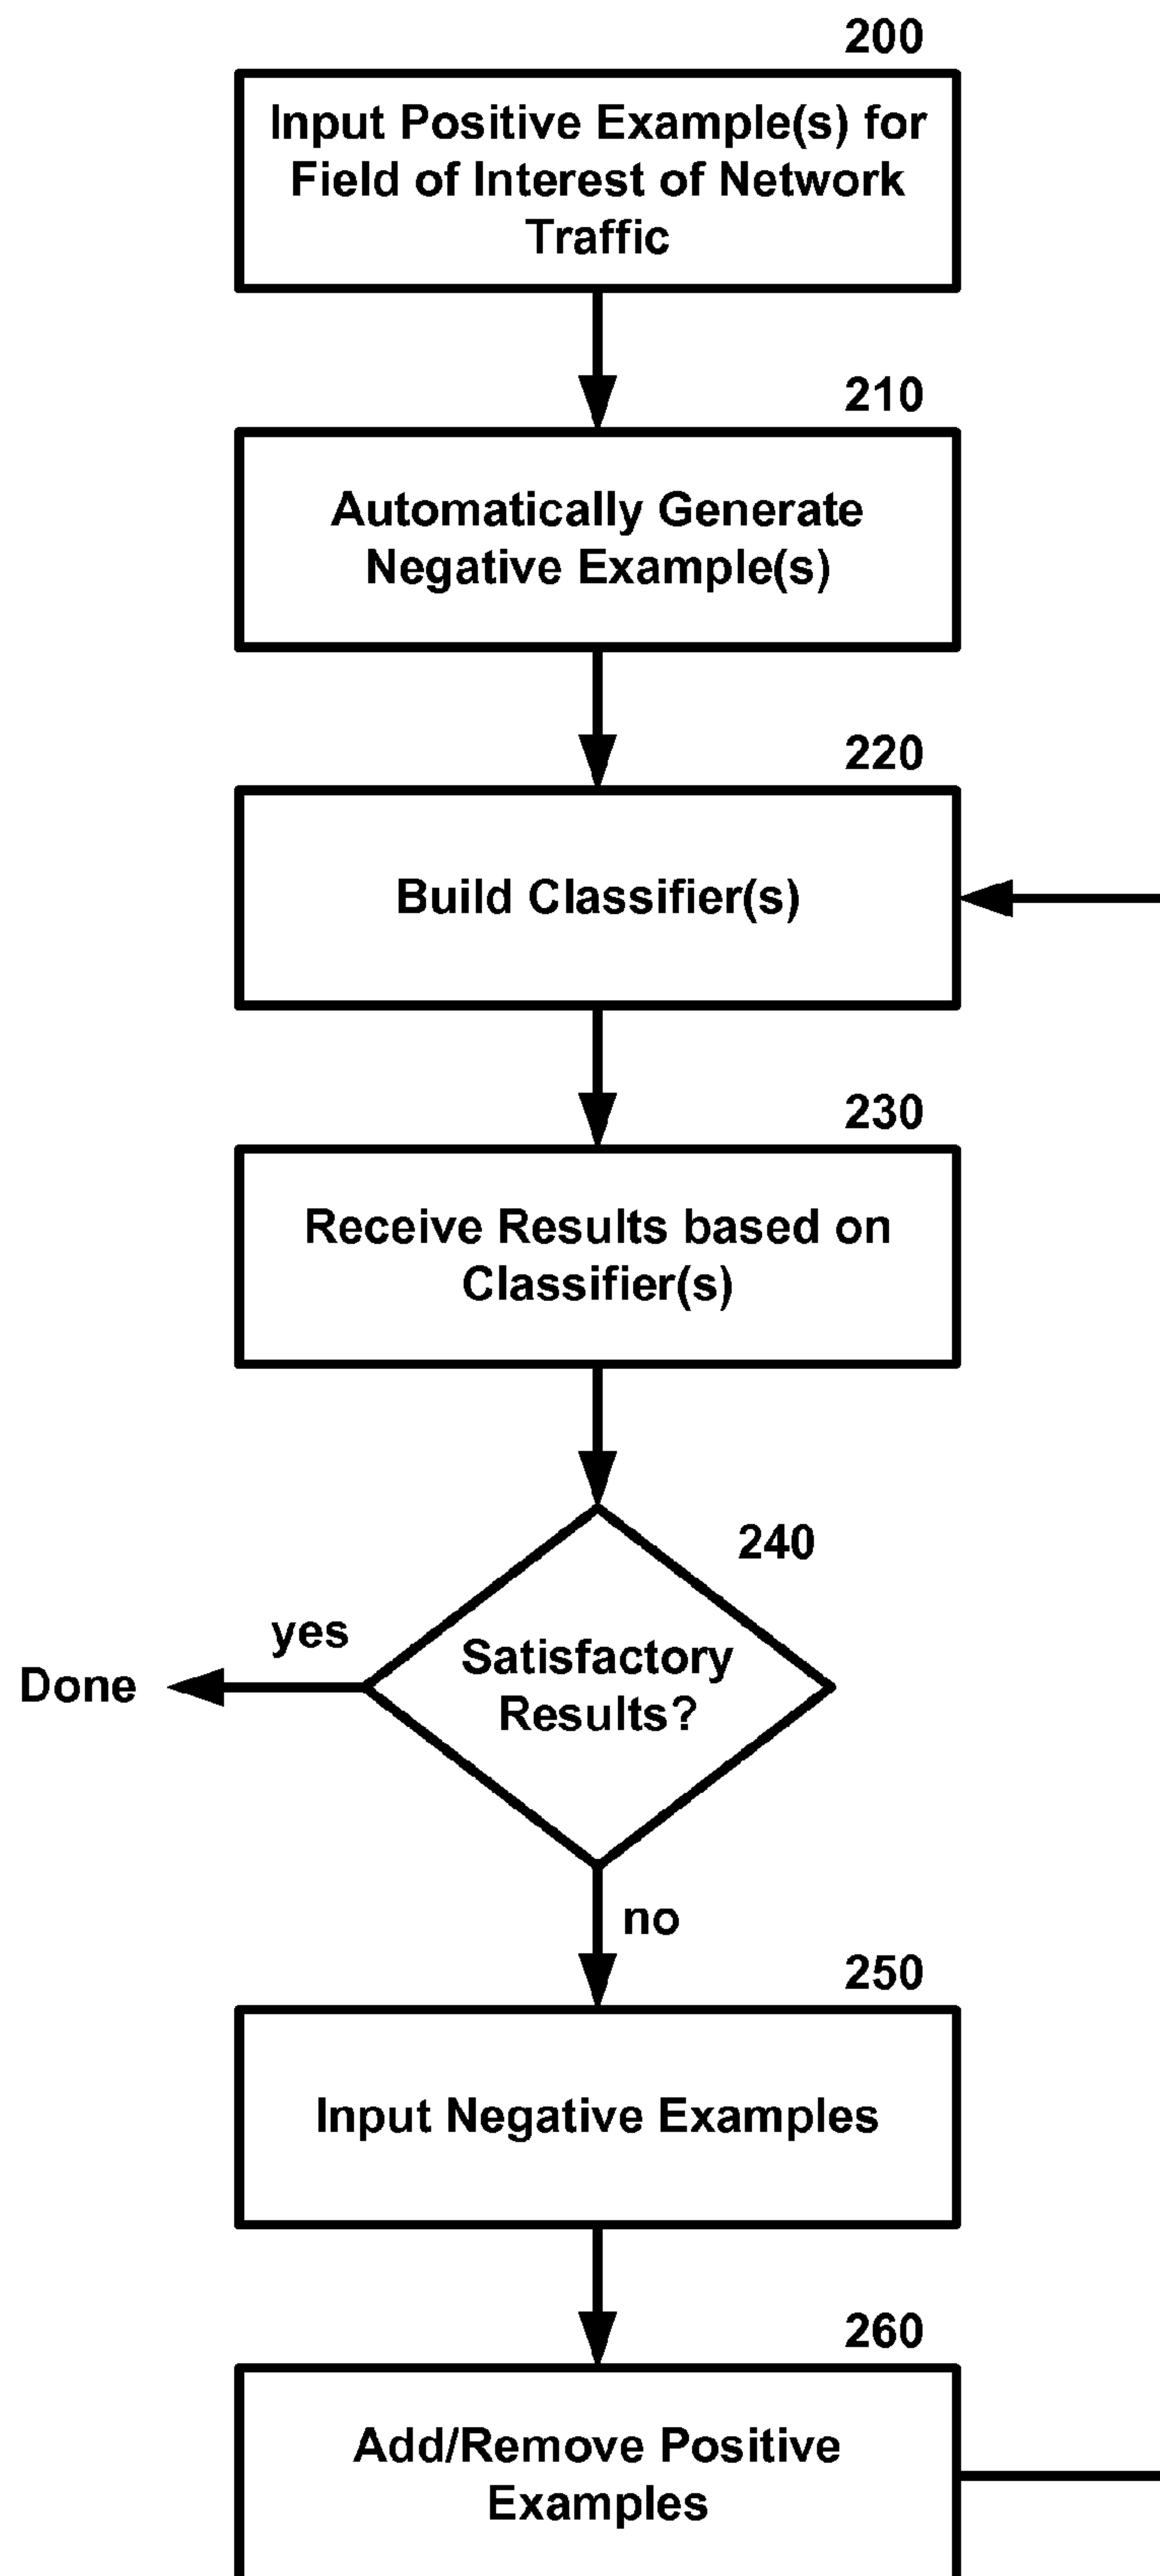 200
Input Positive Example(s) for
Field of Interest of Network
Traffic
210
Automatically Generate
Negative Example(s)
220
Build Classifier(s)
230
Receive Results based on
Classifier(s)
240
yes
Done
Satisfactory
Results?
no
250
Input Negative Examples
260
Add/Remove Positive
Examples